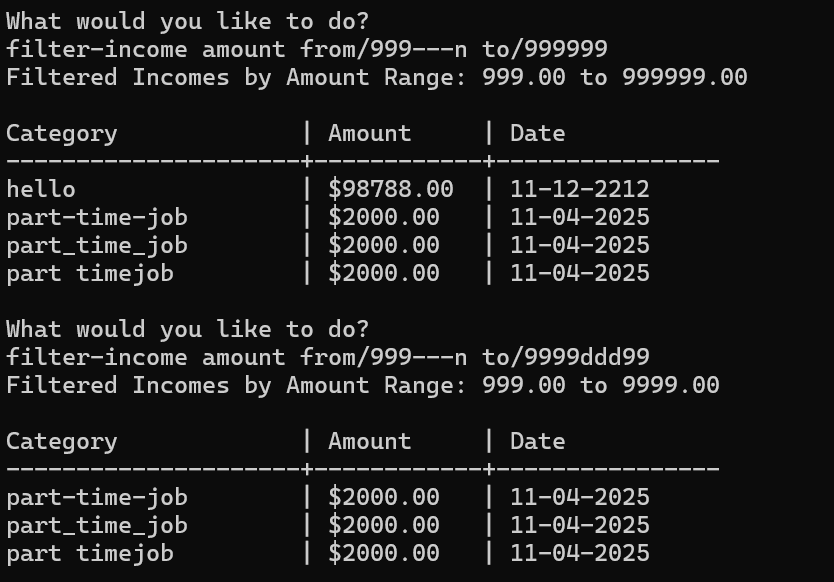 What would you like to do?
filter-income amount from/999---n to/999999
Filtered Incomes by Amount Range: 999.00 to 999999.00

Category             | Amount     | Date
---------------------+------------+----------------
hello                | $98788.00  | 11-12-2212
part-time-job        | $2000.00   | 11-04-2025
part_time_job        | $2000.00   | 11-04-2025
part timejob         | $2000.00   | 11-04-2025

What would you like to do?
filter-income amount from/999---n to/9999ddd99
Filtered Incomes by Amount Range: 999.00 to 9999.00

Category             | Amount     | Date
---------------------+------------+----------------
part-time-job        | $2000.00   | 11-04-2025
part_time_job        | $2000.00   | 11-04-2025
part timejob         | $2000.00   | 11-04-2025